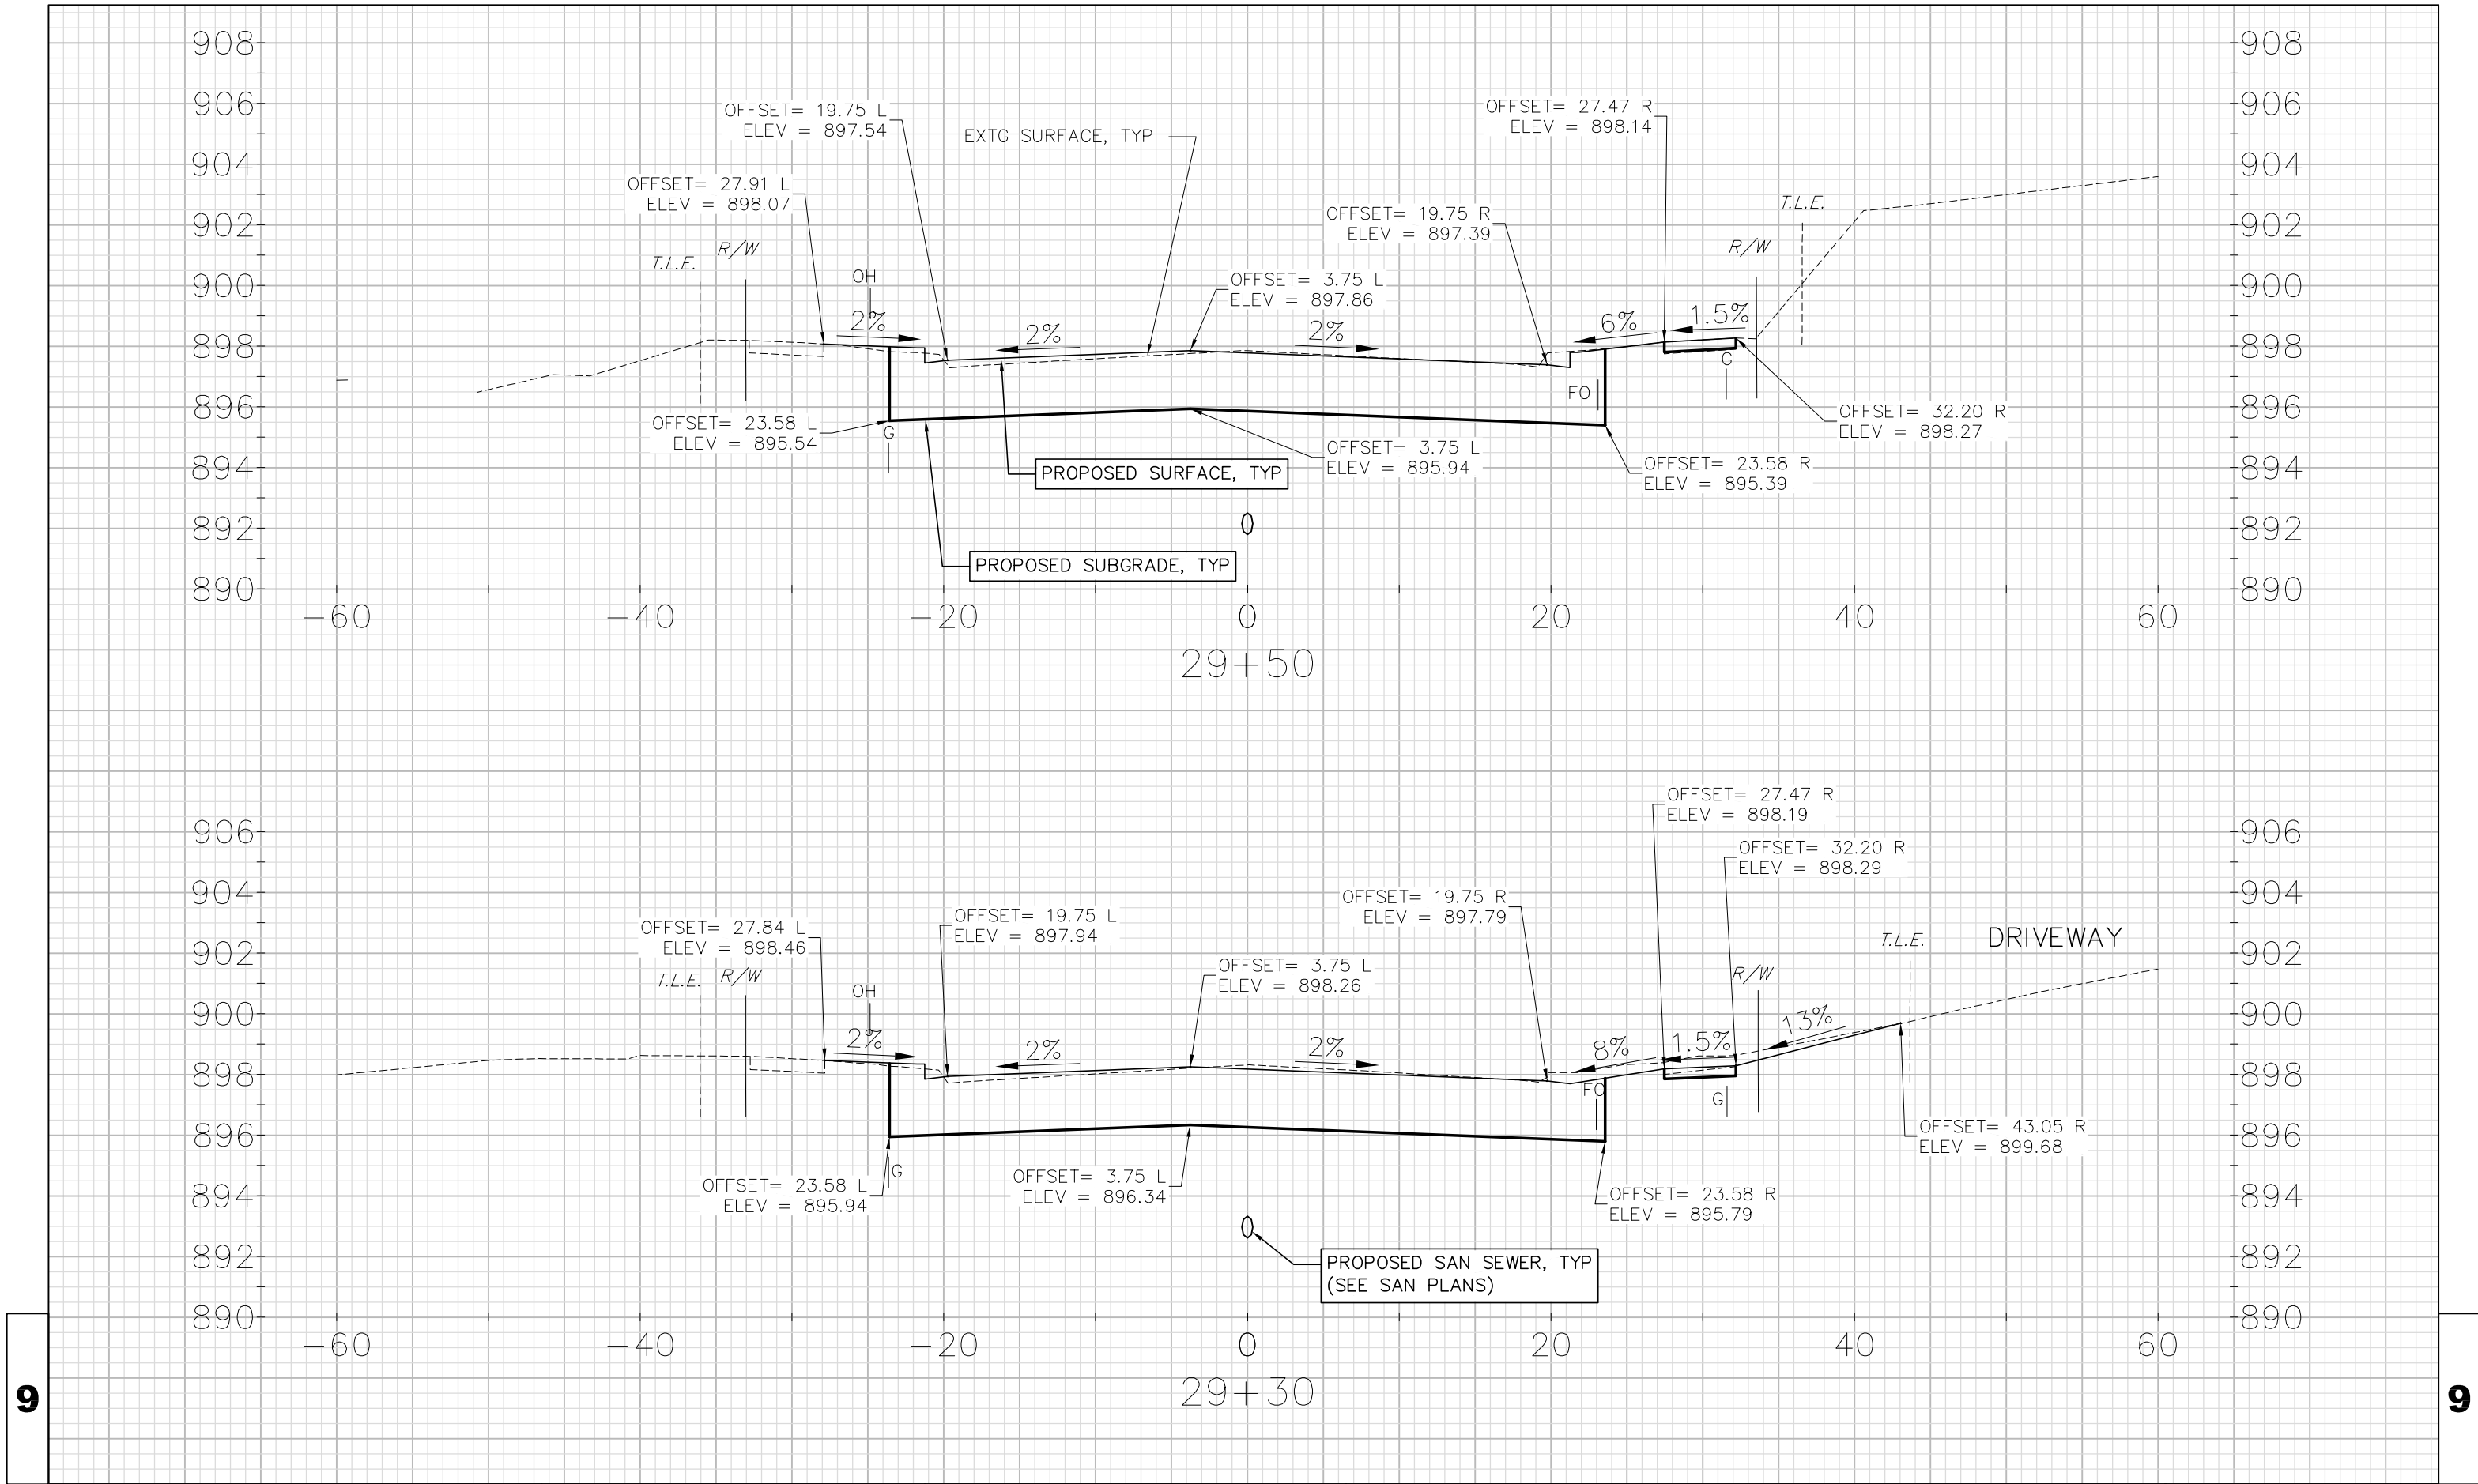 908
908
906
906
904
904
902
902
900
900
898
898
896
896
894
894
892
892
890
890
OFFSET= 19.75 L
ELEV = 897.54
EXTG SURFACE, TYP
OFFSET= 27.47 R
ELEV = 898.14
OFFSET= 27.91 L
ELEV = 898.07
OFFSET= 19.75 R
ELEV = 897.39
T.L.E.
R/W
T.L.E.
R/W
OH
OFFSET= 3.75 L
ELEV = 897.86
2%
2%
2%
6%
1.5%
G
FO
OFFSET= 23.58 L
ELEV = 895.54
G
OFFSET= 3.75 L
ELEV = 895.94
OFFSET= 32.20 R
ELEV = 898.27
OFFSET= 23.58 R
ELEV = 895.39
PROPOSED SURFACE, TYP
PROPOSED SUBGRADE, TYP
-60
-40
-20
0
20
40
60
29+50
906
906
904
904
902
902
900
900
898
898
896
896
894
894
892
892
890
890
OFFSET= 27.47 R
ELEV = 898.19
OFFSET= 32.20 R
ELEV = 898.29
OFFSET= 19.75 R
ELEV = 897.79
OFFSET= 27.84 L
ELEV = 898.46
OFFSET= 19.75 L
ELEV = 897.94
T.L.E.
DRIVEWAY
T.L.E.
R/W
OFFSET= 3.75 L
ELEV = 898.26
R/W
OH
2%
2%
2%
8%
1.5%
13%
FO
G
OFFSET= 43.05 R
ELEV = 899.68
G
OFFSET= 23.58 L
ELEV = 895.94
OFFSET= 3.75 L
ELEV = 896.34
OFFSET= 23.58 R
ELEV = 895.79
PROPOSED SAN SEWER, TYP
(SEE SAN PLANS)
-60
-40
-20
0
20
40
60
29+30
9
9